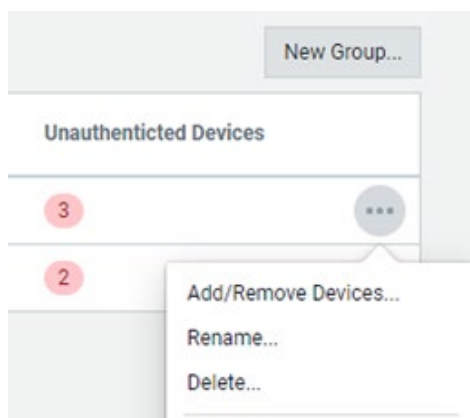 New Group...
Unauthenticted Devices
3
2
Add/Remove Devices...
Rename...
Delete...